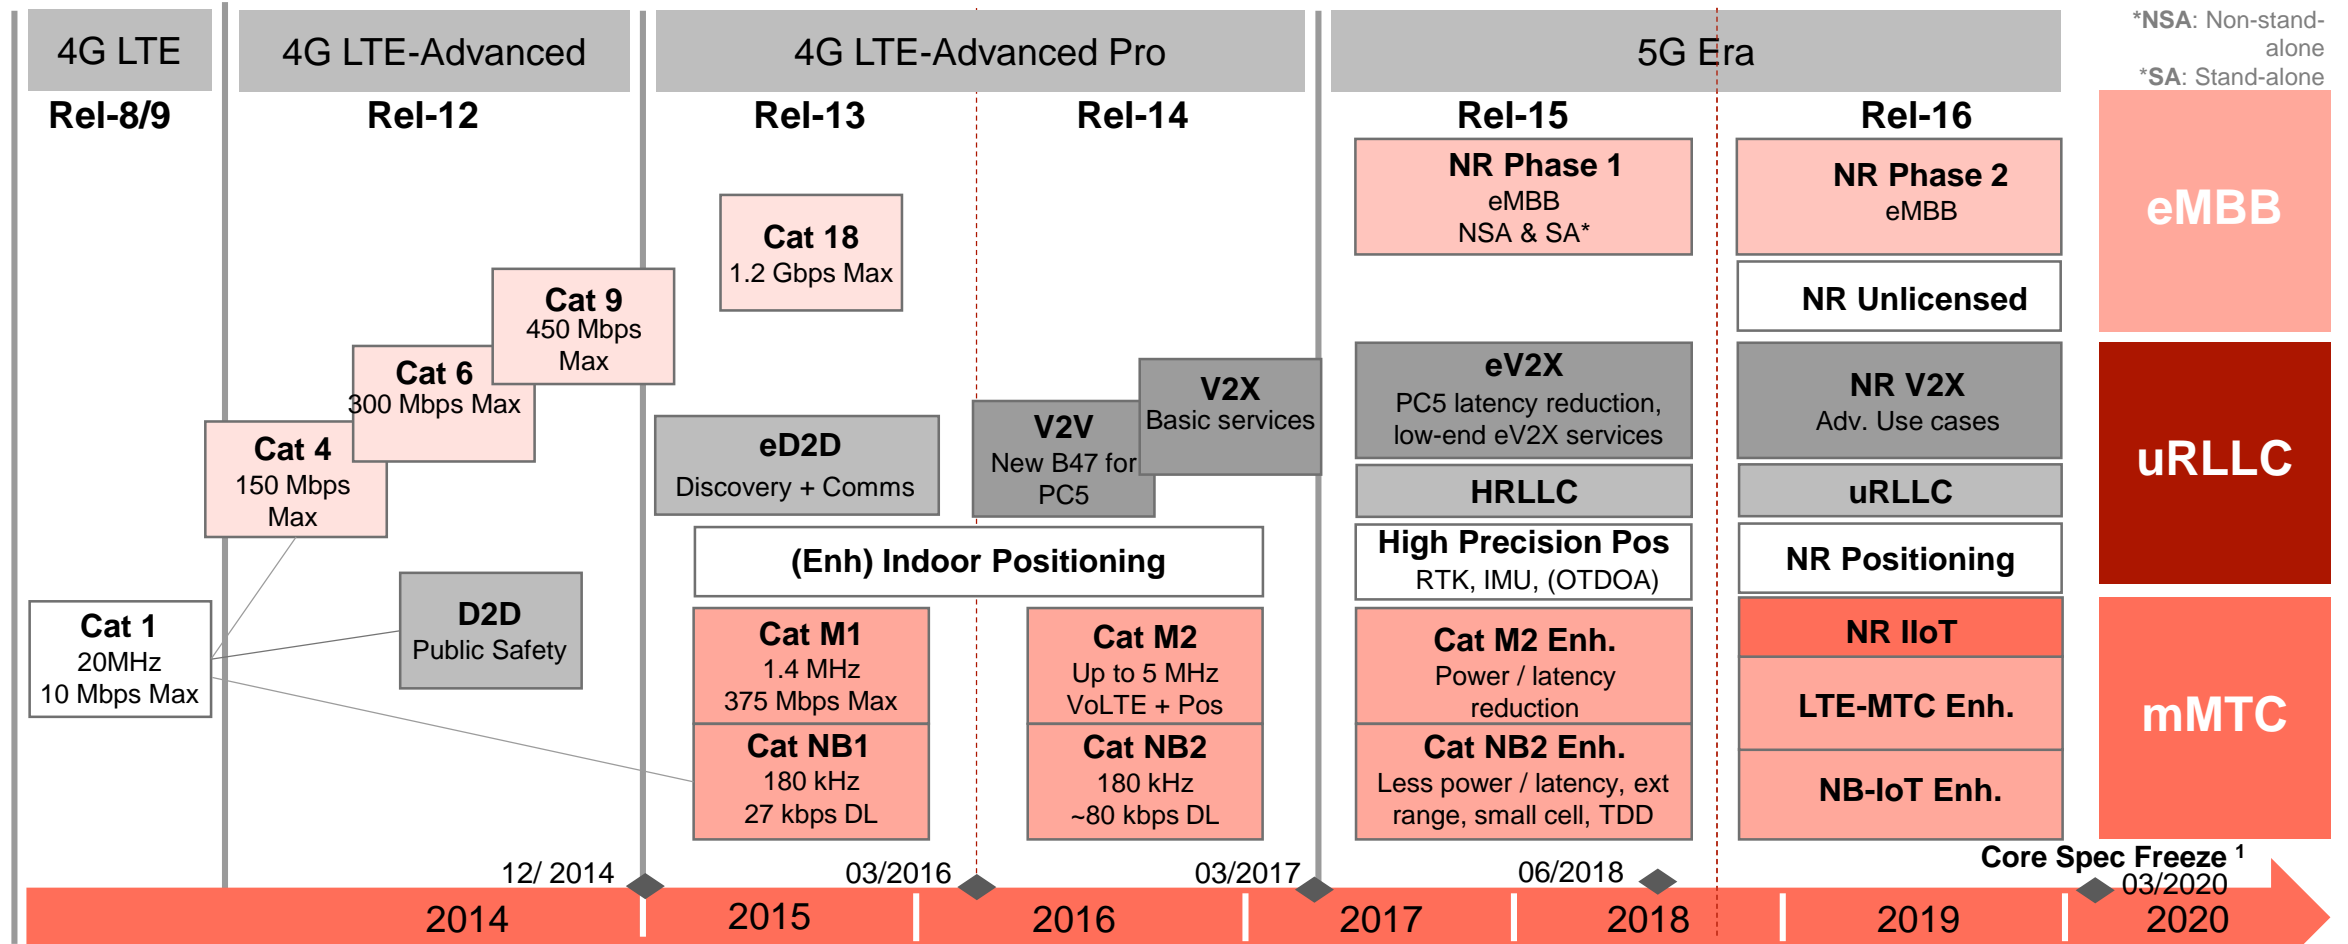 4G LTE
4G LTE-Advanced
4G LTE-Advanced Pro
5G Era
*NSA: Non-stand-
alone
*SA: Stand-alone
Rel-8/9
Rel-12
Rel-13
Rel-14
Rel-15
Rel-16
Cat 1
20MHz
10 Mbps Max
Cat 4
150 Mbps
Max
Cat 6
300 Mbps Max
Cat 9
450 Mbps
Max
D2D
Public Safety
Cat 18
1.2 Gbps Max
eD2D
Discovery + Comms
V2V
New B47 for
PC5
V2X
Basic services
(Enh) Indoor Positioning
Cat M1
1.4 MHz
375 Mbps Max
Cat NB1
180 kHz
27 kbps DL
Cat M2
Up to 5 MHz
VoLTE + Pos
Cat NB2
180 kHz
~80 kbps DL
NR Phase 1
eMBB
NSA & SA*
eV2X
PC5 latency reduction,
low-end eV2X services
HRLLC
High Precision Pos
RTK, IMU, (OTDOA)
Cat M2 Enh.
Power / latency
reduction
Cat NB2 Enh.
Less power / latency, ext
range, small cell, TDD
NR Phase 2
eMBB
NR Unlicensed
NR V2X
Adv. Use cases
uRLLC
NR Positioning
NR IIoT
LTE-MTC Enh.
NB-IoT Enh.
eMBB
uRLLC
mMTC
12/ 2014
03/2016
03/2017
06/2018
Core Spec Freeze 1
03/2020
2014
2015
2016
2017
2018
2019
2020